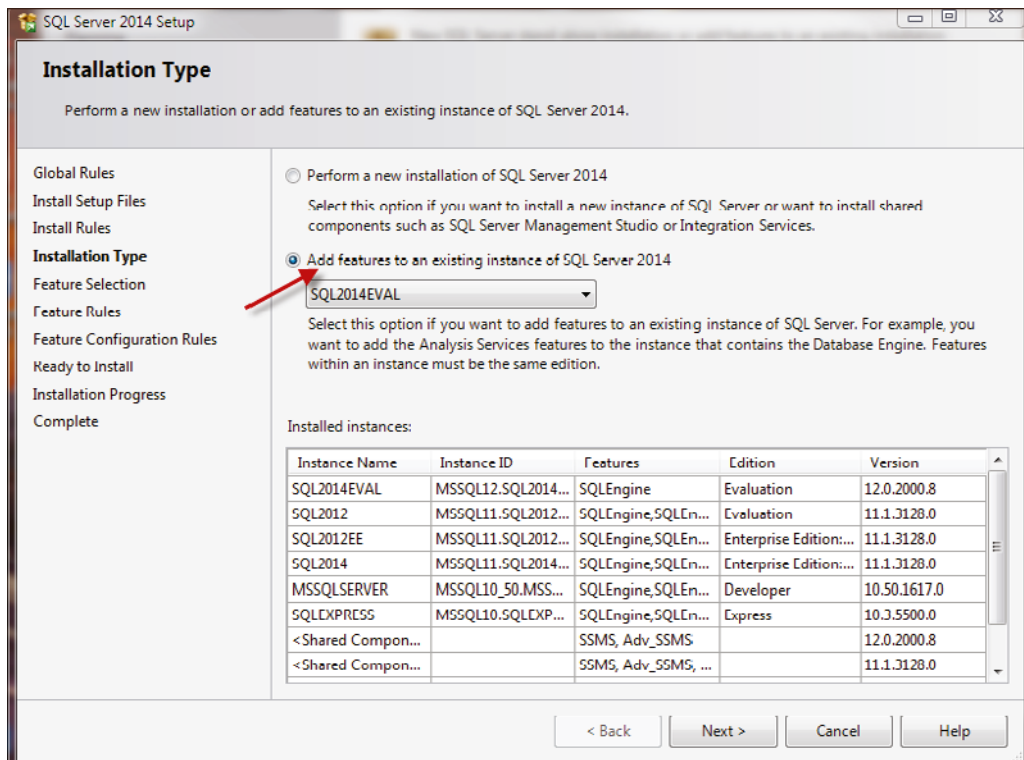 SQL Server 2014 Setup
Installation Type
Perform a new installation or add features to an existing instance of SQL Server 2014.
Global Rules
Install Setup Files
Install Rules
Installation Type
Feature Selection
Feature Rules
Feature Configuration Rules
Ready to Install
Installation Progress
Complete
Perform a new installation of SQL Server 2014
Select this option if you want to install a new instance of SQL Server or want to install shared
components such as SQL Server Management Studio or Integration Services.
Add features to an existing instance of SQL Server 2014
SQL2014EVAL
Select this option if you want to add features to an existing instance of SQL Server. For example, you
want to add the Analysis Services features to the instance that contains the Database Engine. Features
within an instance must be the same edition.
Installed instances:
Instance Name Instance ID Features Edition Version
SQL2014EVAL MSSQL12.SQL2014... SQLEngine Evaluation 12.0.2000.8
SQL2012 MSSQL11.SQL2012... SQLEngine,SQLEn... Evaluation 11.1.3128.0
SQL2012EE MSSQL11.SQL2012... SQLEngine,SQLEn... Enterprise Edition:... 11.1.3128.0
SQL2014 MSSQL11.SQL2014... SQLEngine,SQLEn... Enterprise Edition:... 11.1.3128.0
MSSQLSERVER MSSQL10_50.MSS... SQLEngine,SQLEn... Developer 10.50.1617.0
SQLEXPRESS MSSQL10.SQLEXP... SQLEngine,SQLEn... Express 10.3.5500.0
<Shared Compon... SSMS, Adv_SSMS 12.0.2000.8
<Shared Compon... SSMS, Adv_SSMS, ... 11.1.3128.0
< Back Next > Cancel Help